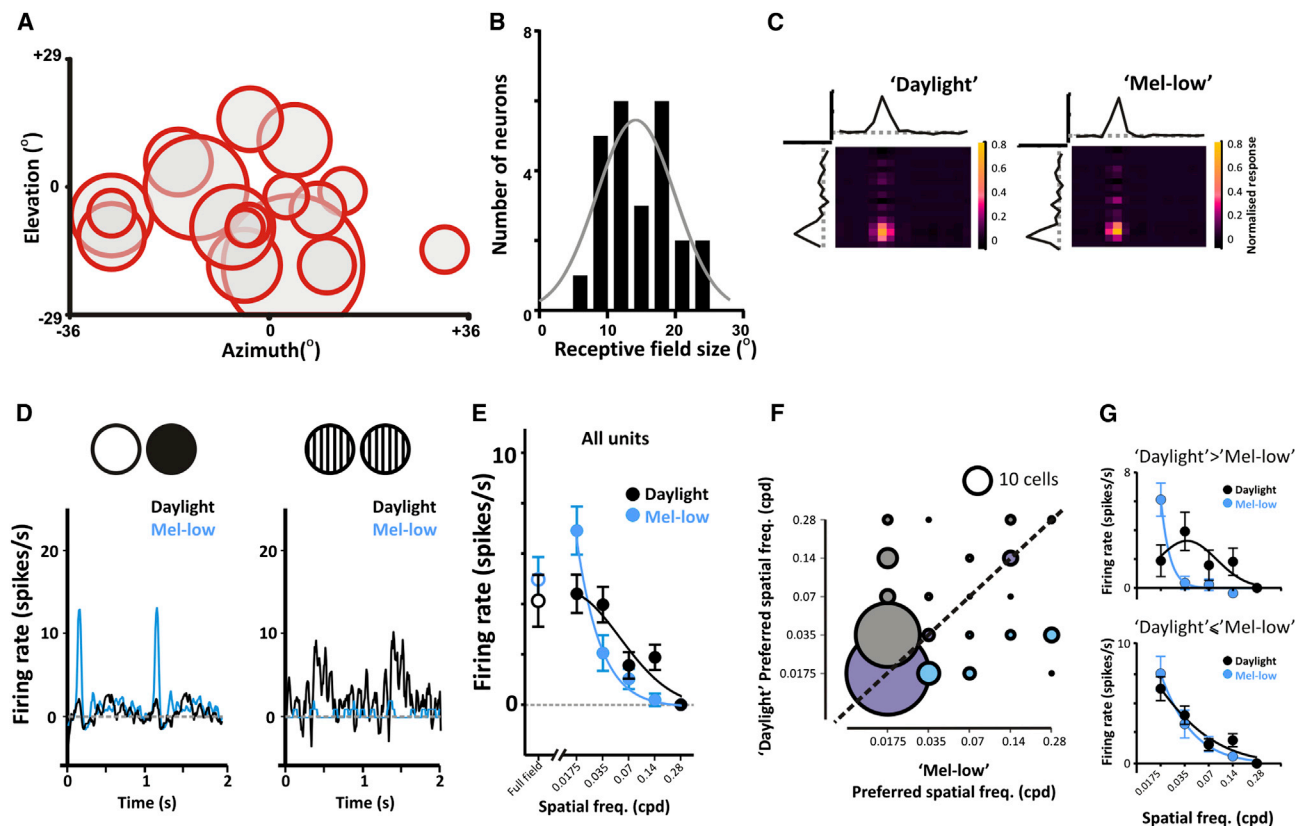 A
+29
Elevation (°)
0
-29
-36
0
+36
Azimuth(°)
B
8
Number of neurons
4
0
0
10
20
30
Receptive field size (°)
C
'Daylight'
'Mel-low'
0.8
0.6
0.4
0.2
0
0.8
0.6
0.4
0.2
0
Normalised response
D
Daylight
Mel-low
Firing rate (spikes/s)
20
10
0
0
1
2
Time (s)
Daylight
Mel-low
20
10
0
0
1
2
Time (s)
E
All units
10
Daylight
Mel-low
Firing rate (spikes/s)
0
Full field
0.0175
0.035
0.07
0.14
0.28
Spatial freq. (cpd)
F
10 cells
'Daylight' Preferred spatial freq. (cpd)
0.28
0.14
0.07
0.035
0.0175
0.0175
0.035
0.07
0.14
0.28
'Mel-low'
Preferred spatial freq. (cpd)
G
'Daylight'>'Mel-low'
8
Daylight
Mel-low
Firing rate (spikes/s)
0
'Daylight'⩽'Mel-low'
10
Daylight
Mel-low
Firing rate (spikes/s)
0
0.0175
0.035
0.07
0.14
0.28
Spatial freq. (cpd)